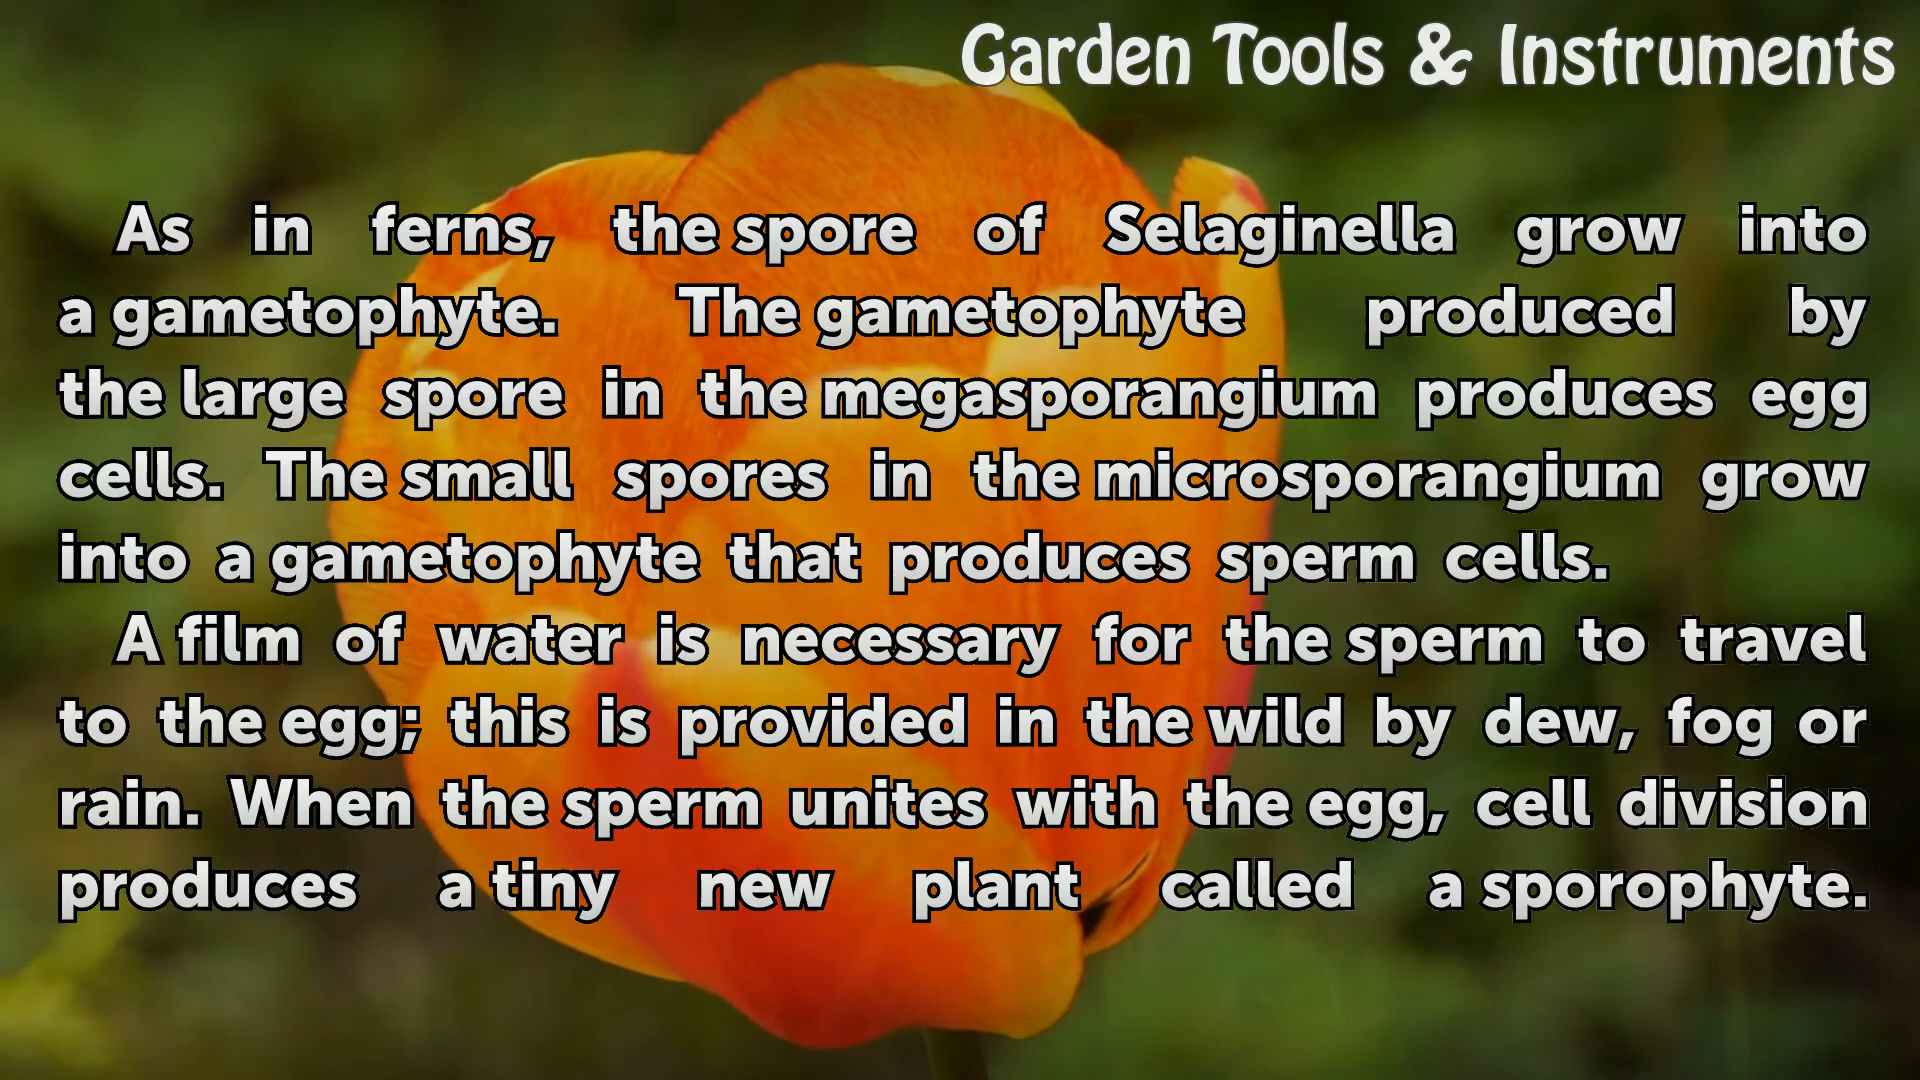 Garden Tools & Instruments
As in ferns, the spore of Selaginella grow into
a gametophyte. The gametophyte produced by
the large spore in the megasporangium produces egg
cells. The small spores in the microsporangium grow
into a gametophyte that produces sperm cells.
A film of water is necessary for the sperm to travel
to the egg; this is provided in the wild by dew, fog or
rain. When the sperm unites with the egg, cell division
produces a tiny new plant called a sporophyte.